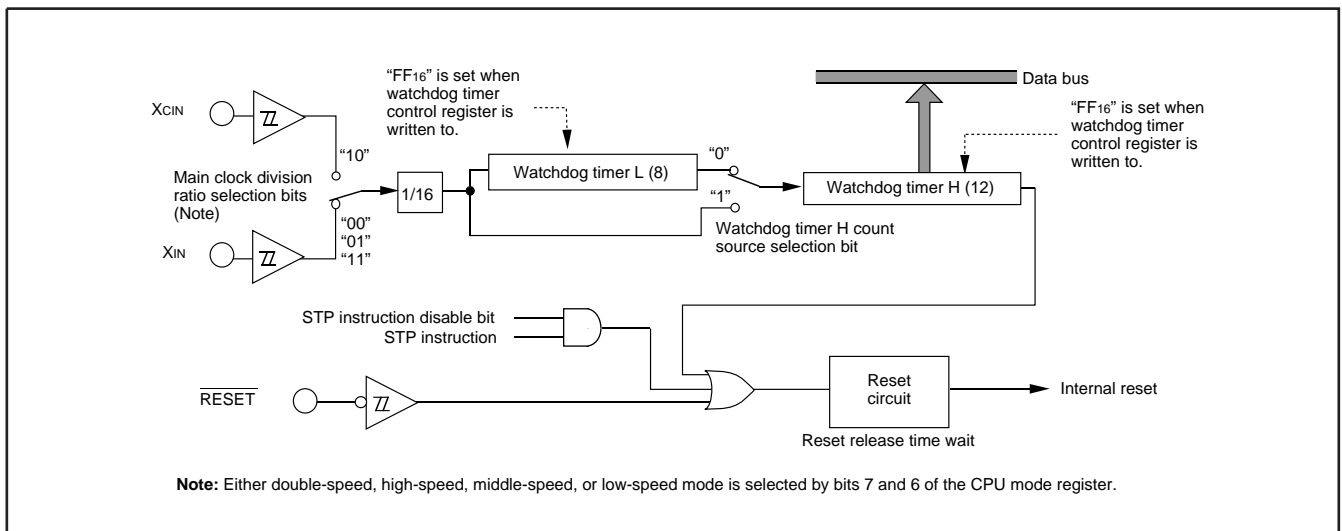 “FF16” is set when
watchdog timer
control register is
written to.
Data bus
“FF16” is set when
watchdog timer
control register is
written to.
XCIN
“10”
“0”
Main clock division
ratio selection bits
(Note)
1/16
Watchdog timer L (8)
Watchdog timer H (12)
“1”
“00”
“01”
“11”
Watchdog timer H count
source selection bit
XIN
STP instruction disable bit
STP instruction
RESET
Reset
circuit
Internal reset
Reset release time wait
Note: Either double-speed, high-speed, middle-speed, or low-speed mode is selected by bits 7 and 6 of the CPU mode register.